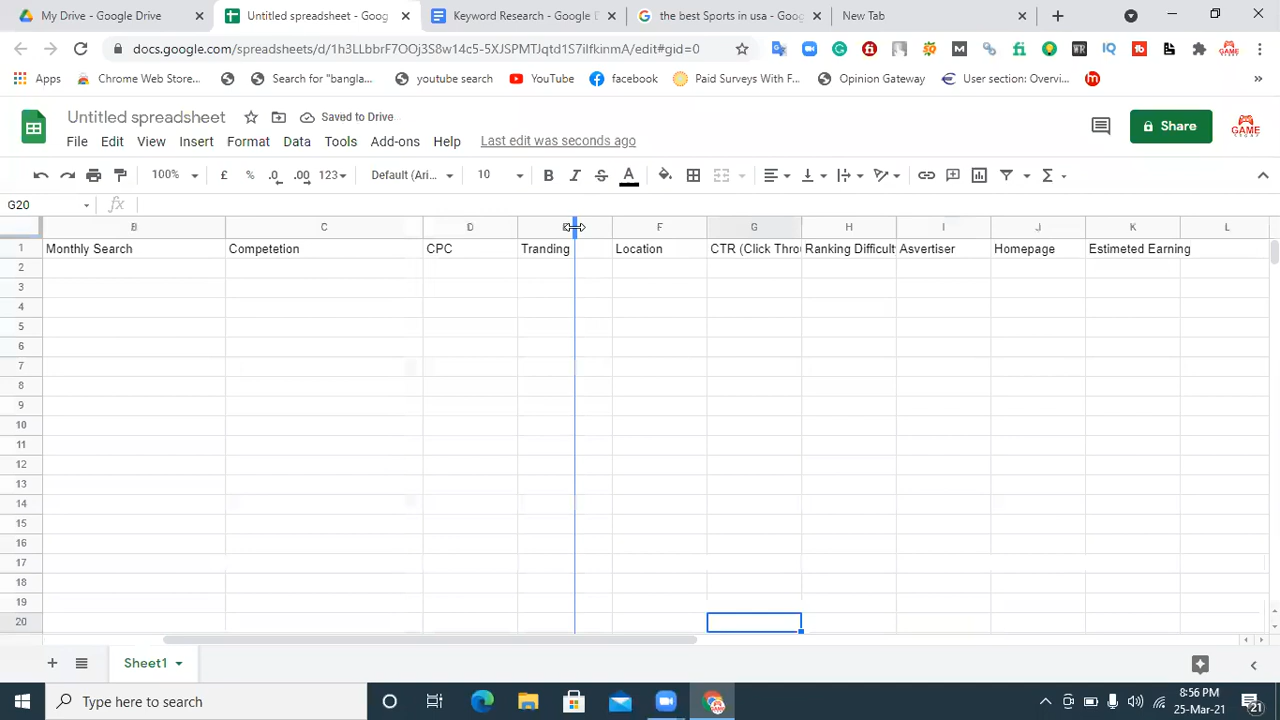 My Drive - Google Drive
Untitled spreadsheet - Goog
Keyword Research - Google D
the best Sports in usa - Goog
New Tab
docs.google.com/spreadsheets/d/1h3LLbbrF7OOj3S8w14c5-5XJSPMTJqtd1S7iIfkinmA/edit#gid=0
Apps
Chrome Web Store...
Search for "bangla...
youtube search
YouTube
facebook
Paid Surveys With F...
Opinion Gateway
User section: Overvi...
Untitled spreadsheet
Saved to Drive
Share
File Edit View Insert Format Data Tools Add-ons Help Last edit was seconds ago
100% £ % .0 .00 123 Default (Ari... 10 B I S A
G20 fx
B C D F G H I J K L
1 Monthly Search Competetion CPC Tranding Location CTR (Click Thro Ranking Difficult Asvertiser Homepage Estimeted Earning
2
3
4
5
6
7
8
9
10
11
12
13
14
15
16
17
18
19
20
Sheet1
Type here to search
8:56 PM
25-Mar-21
21